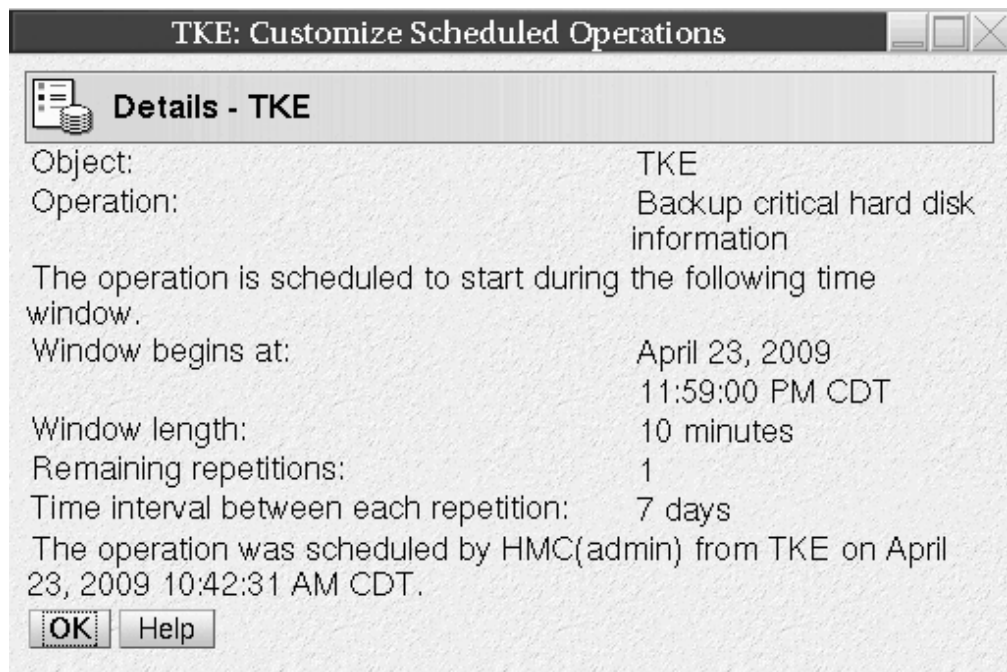 TKE: Customize Scheduled Operations
Details - TKE
Object: TKE
Operation: Backup critical hard disk
information
The operation is scheduled to start during the following time
window.
Window begins at: April 23, 2009
11:59:00 PM CDT
Window length: 10 minutes
Remaining repetitions: 1
Time interval between each repetition: 7 days
The operation was scheduled by HMC(admin) from TKE on April
23, 2009 10:42:31 AM CDT.
OK Help